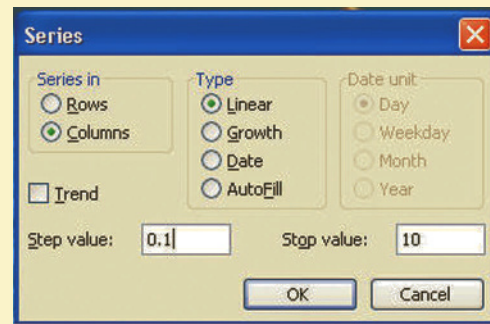 Series
Series in
Rows
Columns
Type
Linear
Growth
Date
AutoFill
Date unit
Day
Weekday
Month
Year
Trend
Step value: 0.1
Stop value: 10
OK
Cancel